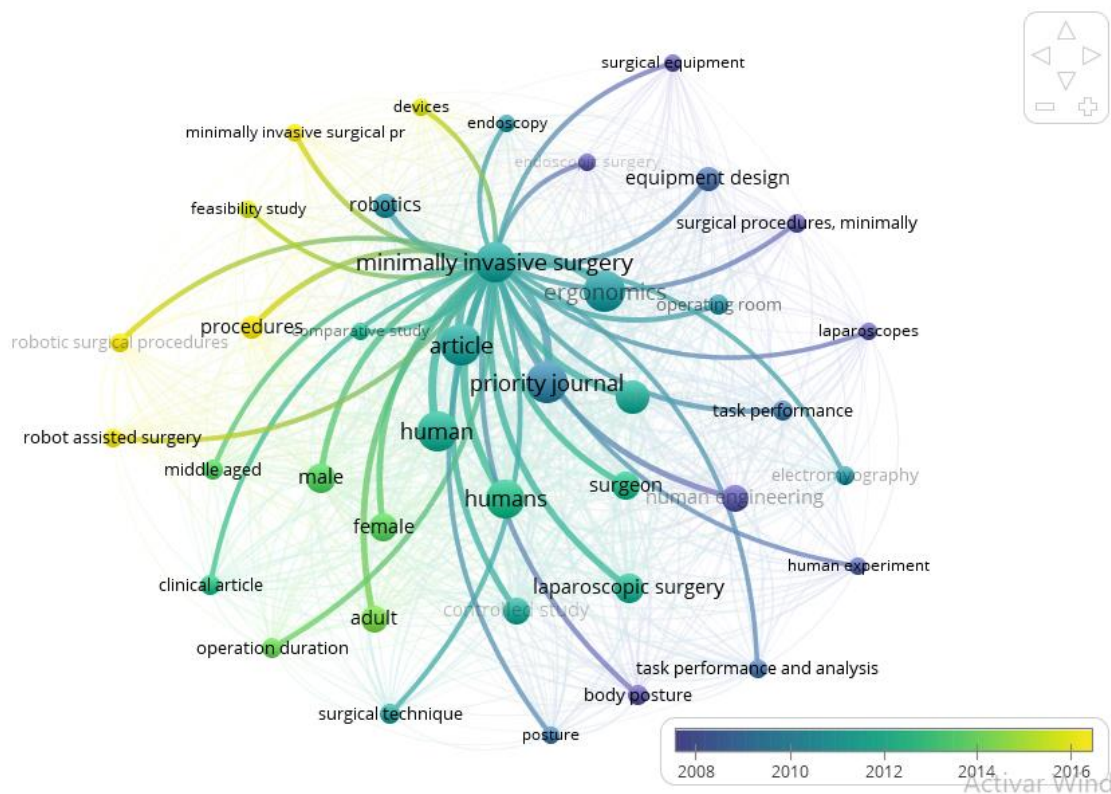 surgical equipment
devices
endoscopy
minimally invasive surgical pr
endoscopic surgery
equipment design
robotics
feasibility study
surgical procedures, minimally
minimally invasive surgery
ergonomics
operating room
procedures
comparative study
laparoscopes
robotic surgical procedures
article
priority journal
task performance
human
robot assisted surgery
middle aged
male
electromyography
surgeon
human engineering
humans
female
human experiment
clinical article
laparoscopic surgery
controlled study
adult
operation duration
task performance and analysis
body posture
surgical technique
posture
2008 2010 2012 2014 2016
Activar Wind